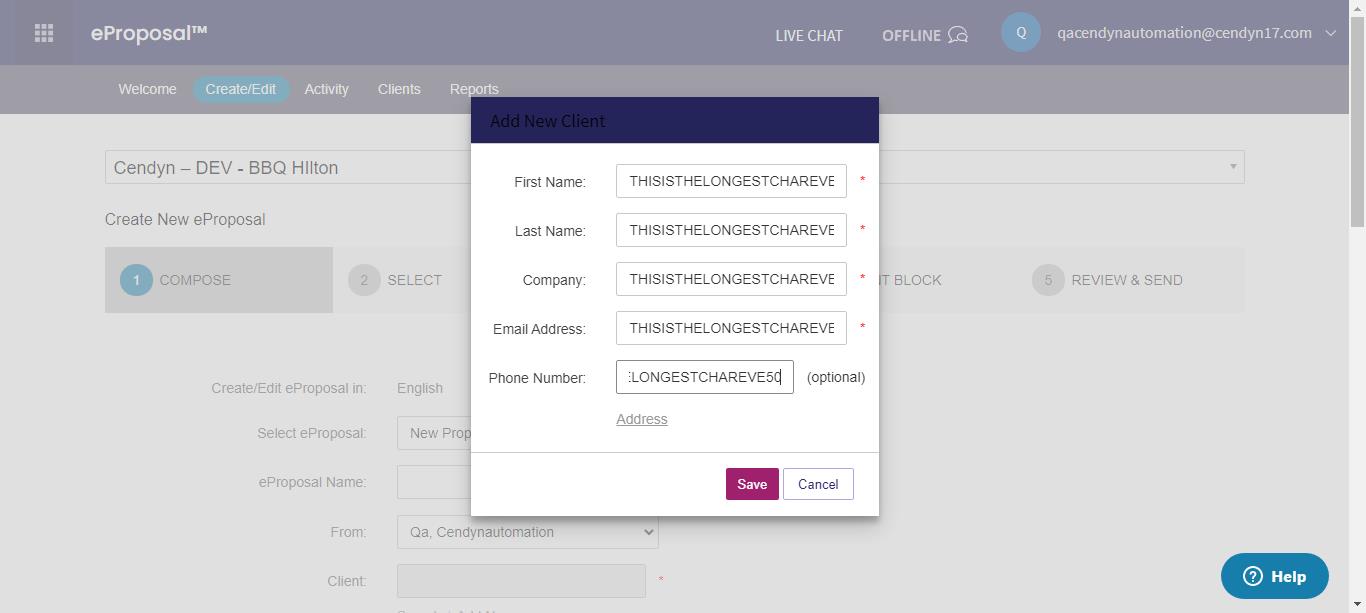 eProposal™
LIVE CHAT
OFFLINE
Q
qacendynautomation@cendyn17.com
Welcome
Create/Edit
Activity
Clients
Reports
Add New Client
Cendyn – DEV - BBQ HIlton
Create New eProposal
1 COMPOSE
2 SELECT
BLOCK
5 REVIEW & SEND
First Name: THISISTHELONGESTCHAREVE *
Last Name: THISISTHELONGESTCHAREVE *
Company: THISISTHELONGESTCHAREVE *
Email Address: THISISTHELONGESTCHAREVE *
Phone Number: LONGESTCHAREVE50 (optional)
Address
Save
Cancel
Create/Edit eProposal in: English
Select eProposal: New Prop
eProposal Name:
From: Qa, Cendynautomation
Client: *
Help